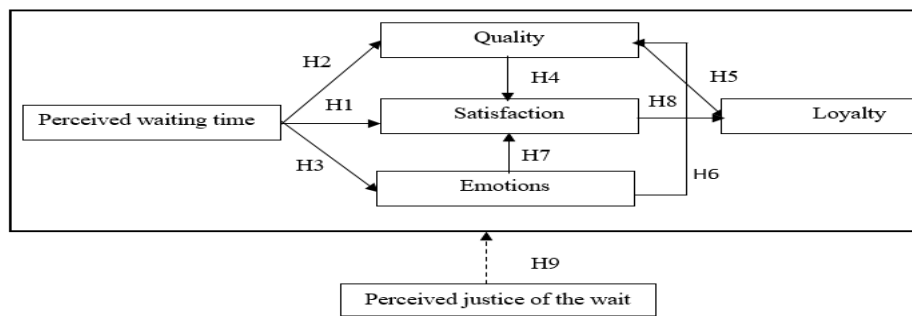 Quality
H2
H4
H5
H1
H8
Perceived waiting time
Satisfaction
Loyalty
H3
H7
H6
Emotions
H9
Perceived justice of the wait